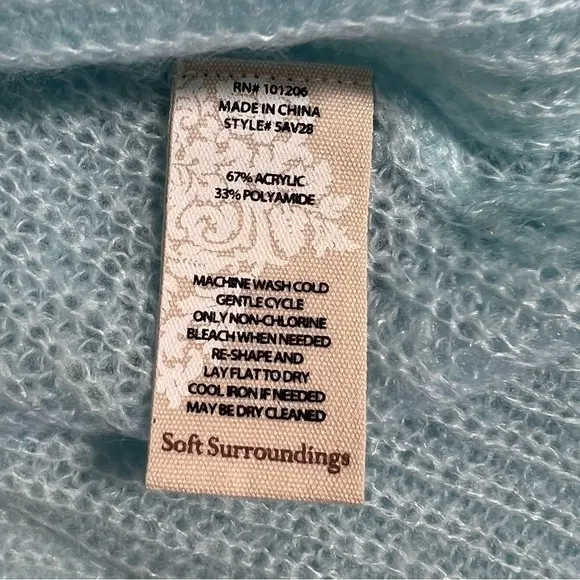 RN# 101206
MADE IN CHINA
STYLE# 5AV28
67% ACRYLIC
33% POLYAMIDE
MACHINE WASH COLD
GENTLE CYCLE
ONLY NON-CHLORINE
BLEACH WHEN NEEDED
RE-SHAPE AND
LAY FLAT TO DRY
COOL IRON IF NEEDED
MAY BE DRY CLEANED
Soft Surroundings